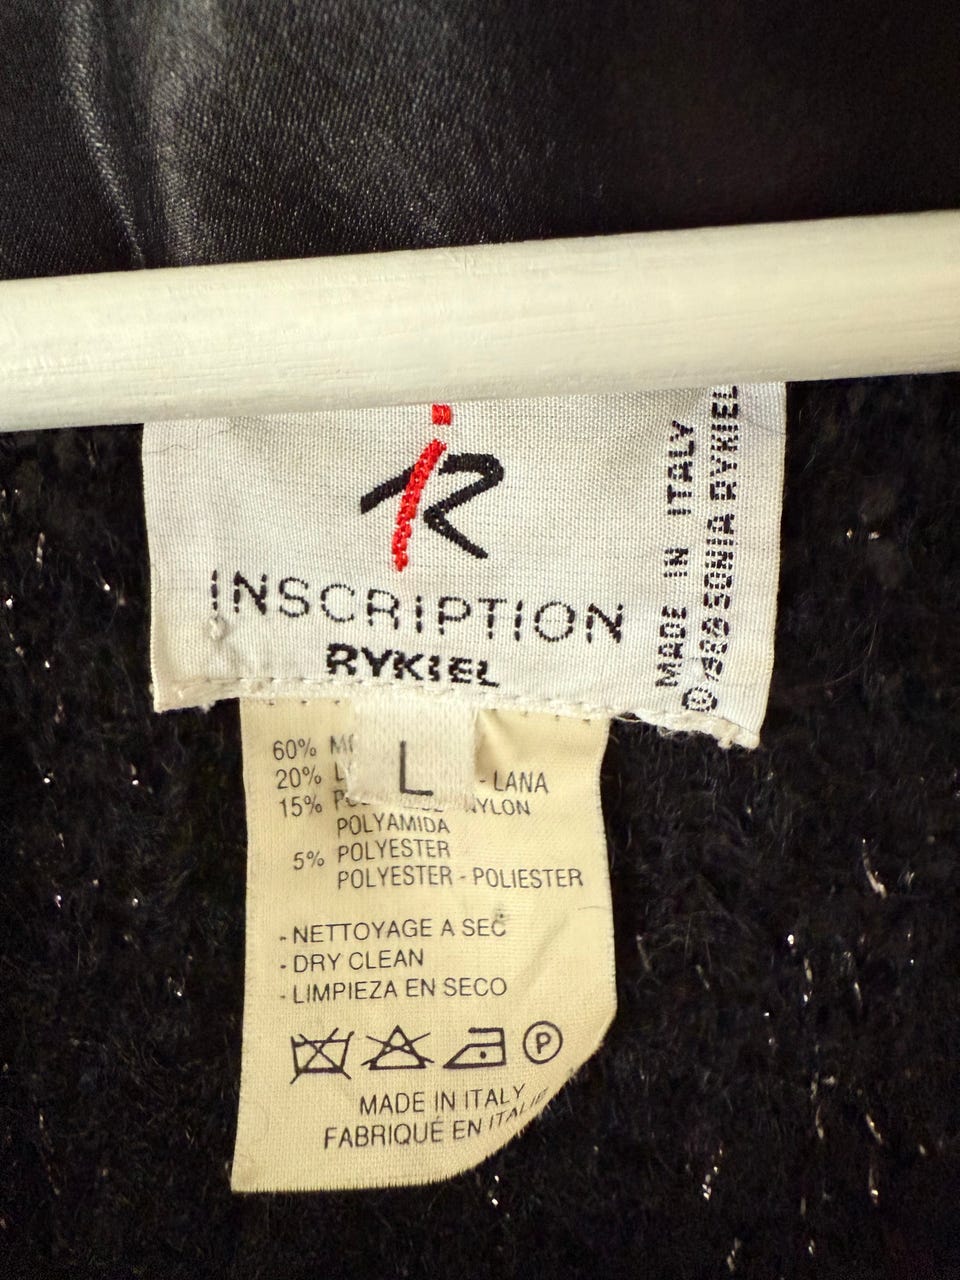 iR
INSCRIPTION
RYKIEL
MADE IN ITALY
SONIA RYKIEL
L
60%
20% - LANA
15%
POLYAMIDA
5% POLYESTER
POLYESTER - POLIESTER
- NETTOYAGE A SEC
- DRY CLEAN
- LIMPIEZA EN SECO
P
MADE IN ITALY
FABRIQUÉ EN ITALIE